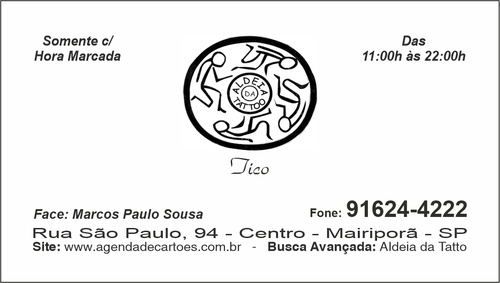 Somente c/
Hora Marcada
Das
11:00h às 22:00h
ALDEIA
DA
TATTOO
Tico
Face: Marcos Paulo Sousa
Fone: 91624-4222
Rua São Paulo, 94 - Centro - Mairiporã - SP
Site: www.agendadecartoes.com.br - Busca Avançada: Aldeia da Tatto